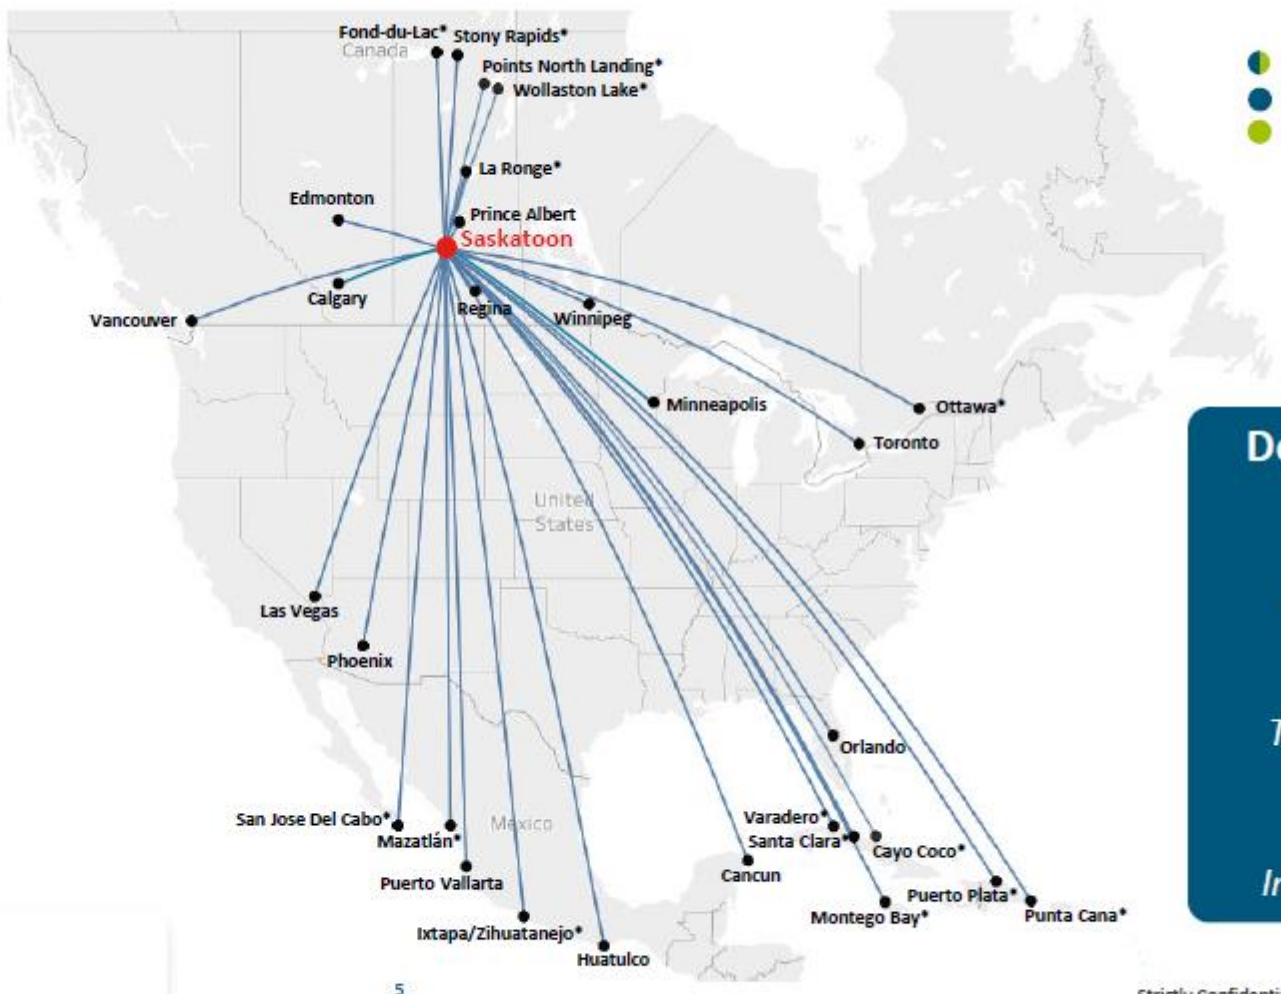 Fond-du-Lac*
Stony Rapids*
Canada
Points North Landing*
Wollaston Lake*
La Ronge*
Edmonton
Prince Albert
Saskatoon
Calgary
Regina
Winnipeg
Vancouver
Minneapolis
Ottawa*
Toronto
United
States
Las Vegas
Phoenix
Orlando
San Jose Del Cabo*
Mazatlán*
Mexico
Varadero*
Santa Clara*
Cayo Coco*
Cancun
Puerto Vallarta
Puerto Plata*
Montego Bay*
Punta Cana*
Ixtapa/Zihuatanejo*
Huatulco
5